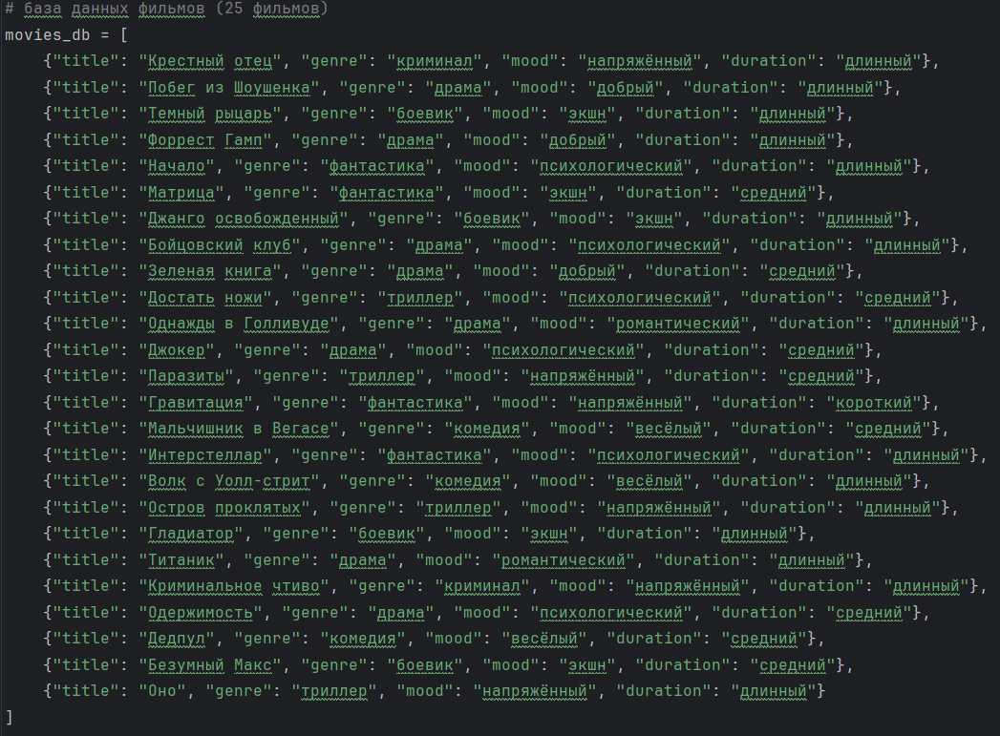 # база данных фильмов (25 фильмов)
movies_db = [
    {"title": "Крестный отец", "genre": "криминал", "mood": "напряжённый", "duration": "длинный"},
    {"title": "Побег из Шоушенка", "genre": "драма", "mood": "добрый", "duration": "длинный"},
    {"title": "Темный рыцарь", "genre": "боевик", "mood": "экшн", "duration": "длинный"},
    {"title": "Форрест Гамп", "genre": "драма", "mood": "добрый", "duration": "длинный"},
    {"title": "Начало", "genre": "фантастика", "mood": "психологический", "duration": "длинный"},
    {"title": "Матрица", "genre": "фантастика", "mood": "экшн", "duration": "средний"},
    {"title": "Джанго освобожденный", "genre": "боевик", "mood": "экшн", "duration": "длинный"},
    {"title": "Бойцовский клуб", "genre": "драма", "mood": "психологический", "duration": "длинный"},
    {"title": "Зеленая книга", "genre": "драма", "mood": "добрый", "duration": "средний"},
    {"title": "Достать ножи", "genre": "триллер", "mood": "психологический", "duration": "средний"},
    {"title": "Однажды в Голливуде", "genre": "драма", "mood": "романтический", "duration": "длинный"},
    {"title": "Джокер", "genre": "драма", "mood": "психологический", "duration": "средний"},
    {"title": "Паразиты", "genre": "триллер", "mood": "напряжённый", "duration": "средний"},
    {"title": "Гравитация", "genre": "фантастика", "mood": "напряжённый", "duration": "короткий"},
    {"title": "Мальчишник в Вегасе", "genre": "комедия", "mood": "весёлый", "duration": "средний"},
    {"title": "Интерстеллар", "genre": "фантастика", "mood": "психологический", "duration": "длинный"},
    {"title": "Волк с Уолл-стрит", "genre": "комедия", "mood": "весёлый", "duration": "длинный"},
    {"title": "Остров проклятых", "genre": "триллер", "mood": "напряжённый", "duration": "длинный"},
    {"title": "Гладиатор", "genre": "боевик", "mood": "экшн", "duration": "длинный"},
    {"title": "Титаник", "genre": "драма", "mood": "романтический", "duration": "длинный"},
    {"title": "Криминальное чтиво", "genre": "криминал", "mood": "напряжённый", "duration": "длинный"},
    {"title": "Одержимость", "genre": "драма", "mood": "психологический", "duration": "средний"},
    {"title": "Дедпул", "genre": "комедия", "mood": "весёлый", "duration": "средний"},
    {"title": "Безумный Макс", "genre": "боевик", "mood": "экшн", "duration": "средний"},
    {"title": "Оно", "genre": "триллер", "mood": "напряжённый", "duration": "длинный"}
]